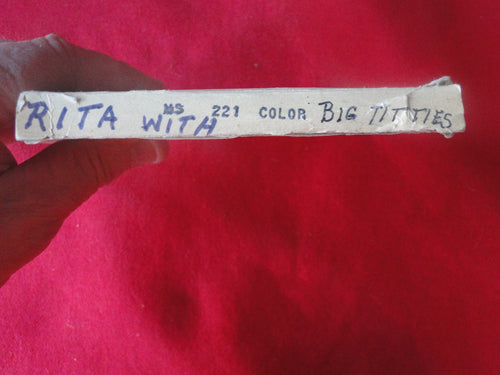 RITA WITH MS 221 COLOR BIG TITTIES